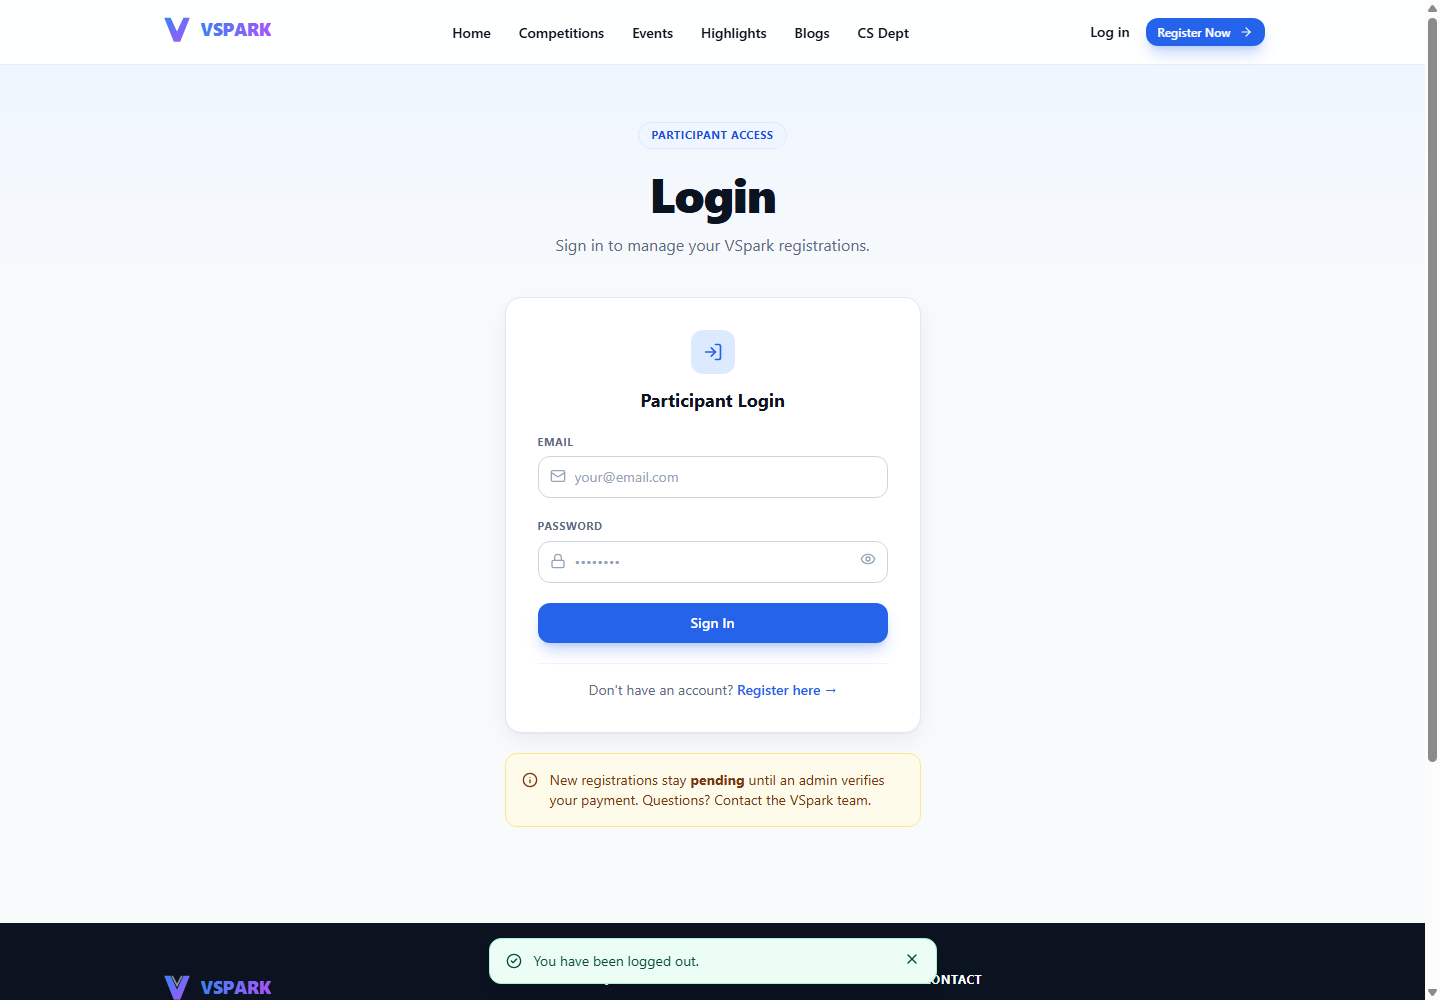 VSPARK
Home
Competitions
Events
Highlights
Blogs
CS Dept
Log in
Register Now
PARTICIPANT ACCESS
Login
Sign in to manage your VSpark registrations.
Participant Login
EMAIL
your@email.com
PASSWORD
••••••••
Sign In
Don't have an account? Register here →
New registrations stay pending until an admin verifies
your payment. Questions? Contact the VSpark team.
You have been logged out.
VSPARK
ONTACT